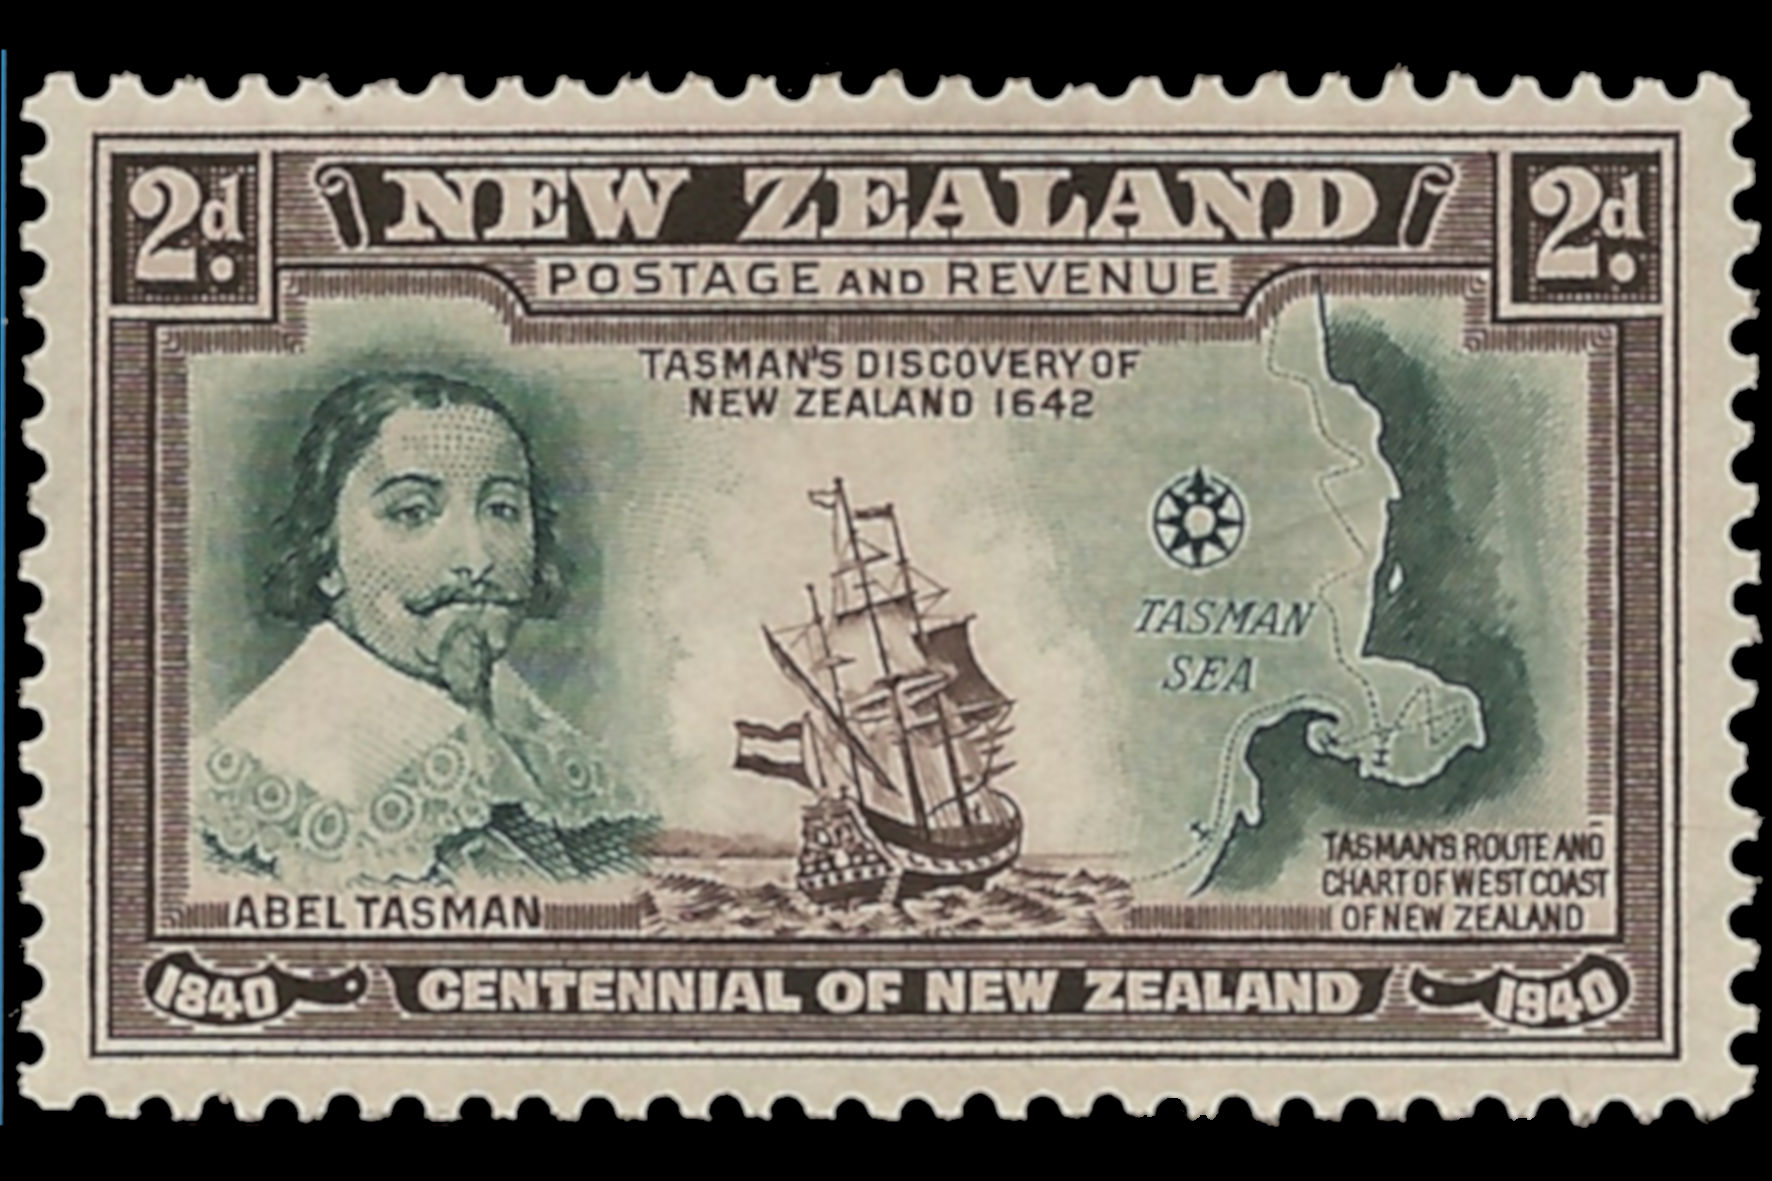 2d.
NEW ZEALAND
2d.
POSTAGE AND REVENUE
TASMAN'S DISCOVERY OF
NEW ZEALAND 1642
TASMAN
SEA
TASMAN'S ROUTE AND
CHART OF WEST COAST
OF NEW ZEALAND
ABEL TASMAN
1840
CENTENNIAL OF NEW ZEALAND
1940